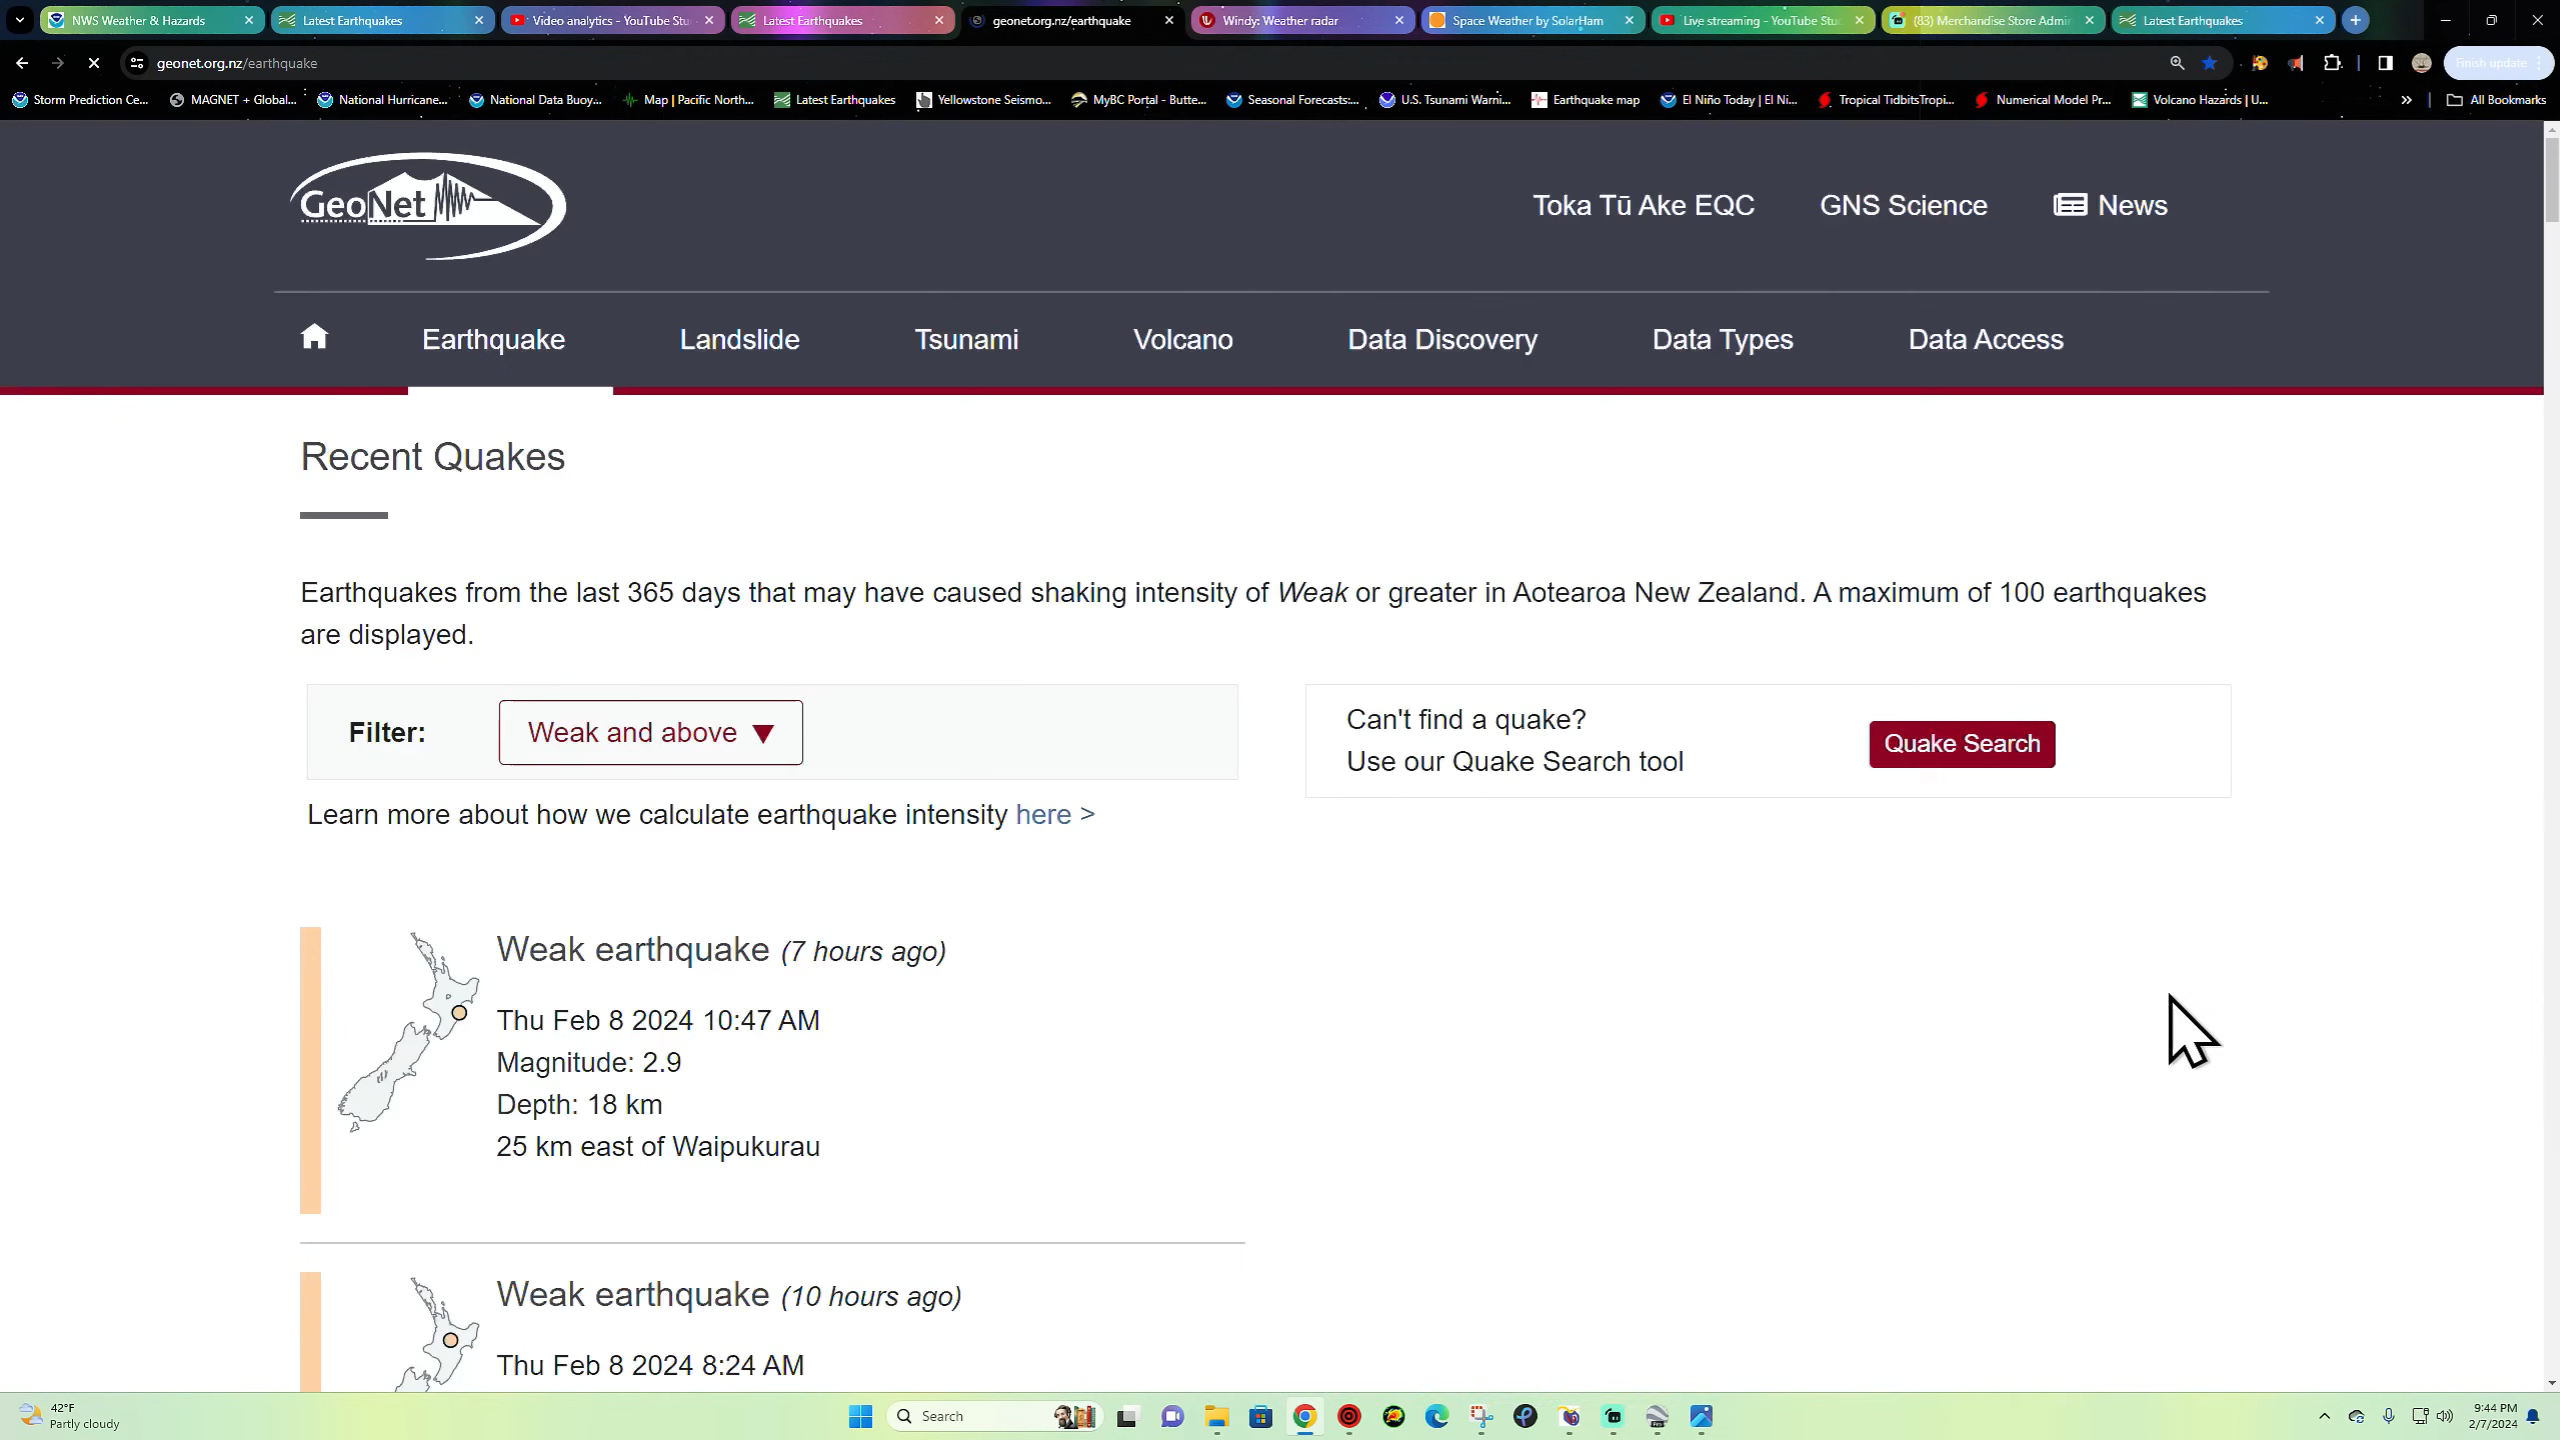 NWS Weather & Hazards
Latest Earthquakes
Video analytics - YouTube Stu
Latest Earthquakes
geonet.org.nz/earthquake
Windy: Weather radar
Space Weather by SolarHam
Live streaming - YouTube Stu
(83) Merchandise Store Admin
Latest Earthquakes
geonet.org.nz/earthquake
Finish update
Storm Prediction Ce...
MAGNET + Global...
National Hurricane...
National Data Buoy...
Map | Pacific North...
Latest Earthquakes
Yellowstone Seismo...
MyBC Portal - Butte...
Seasonal Forecasts:...
U.S. Tsunami Warni...
Earthquake map
El Niño Today | El Ni...
Tropical TidbitsTropi...
Numerical Model Pr...
Volcano Hazards | U...
All Bookmarks
GeoNet
Toka Tū Ake EQC
GNS Science
News
Earthquake
Landslide
Tsunami
Volcano
Data Discovery
Data Types
Data Access
Recent Quakes
Earthquakes from the last 365 days that may have caused shaking intensity of Weak or greater in Aotearoa New Zealand. A maximum of 100 earthquakes
are displayed.
Filter:
Weak and above ▼
Can't find a quake?
Use our Quake Search tool
Quake Search
Learn more about how we calculate earthquake intensity here >
Weak earthquake (7 hours ago)
Thu Feb 8 2024 10:47 AM
Magnitude: 2.9
Depth: 18 km
25 km east of Waipukurau
Weak earthquake (10 hours ago)
Thu Feb 8 2024 8:24 AM
42°F
Partly cloudy
Search
9:44 PM
2/7/2024